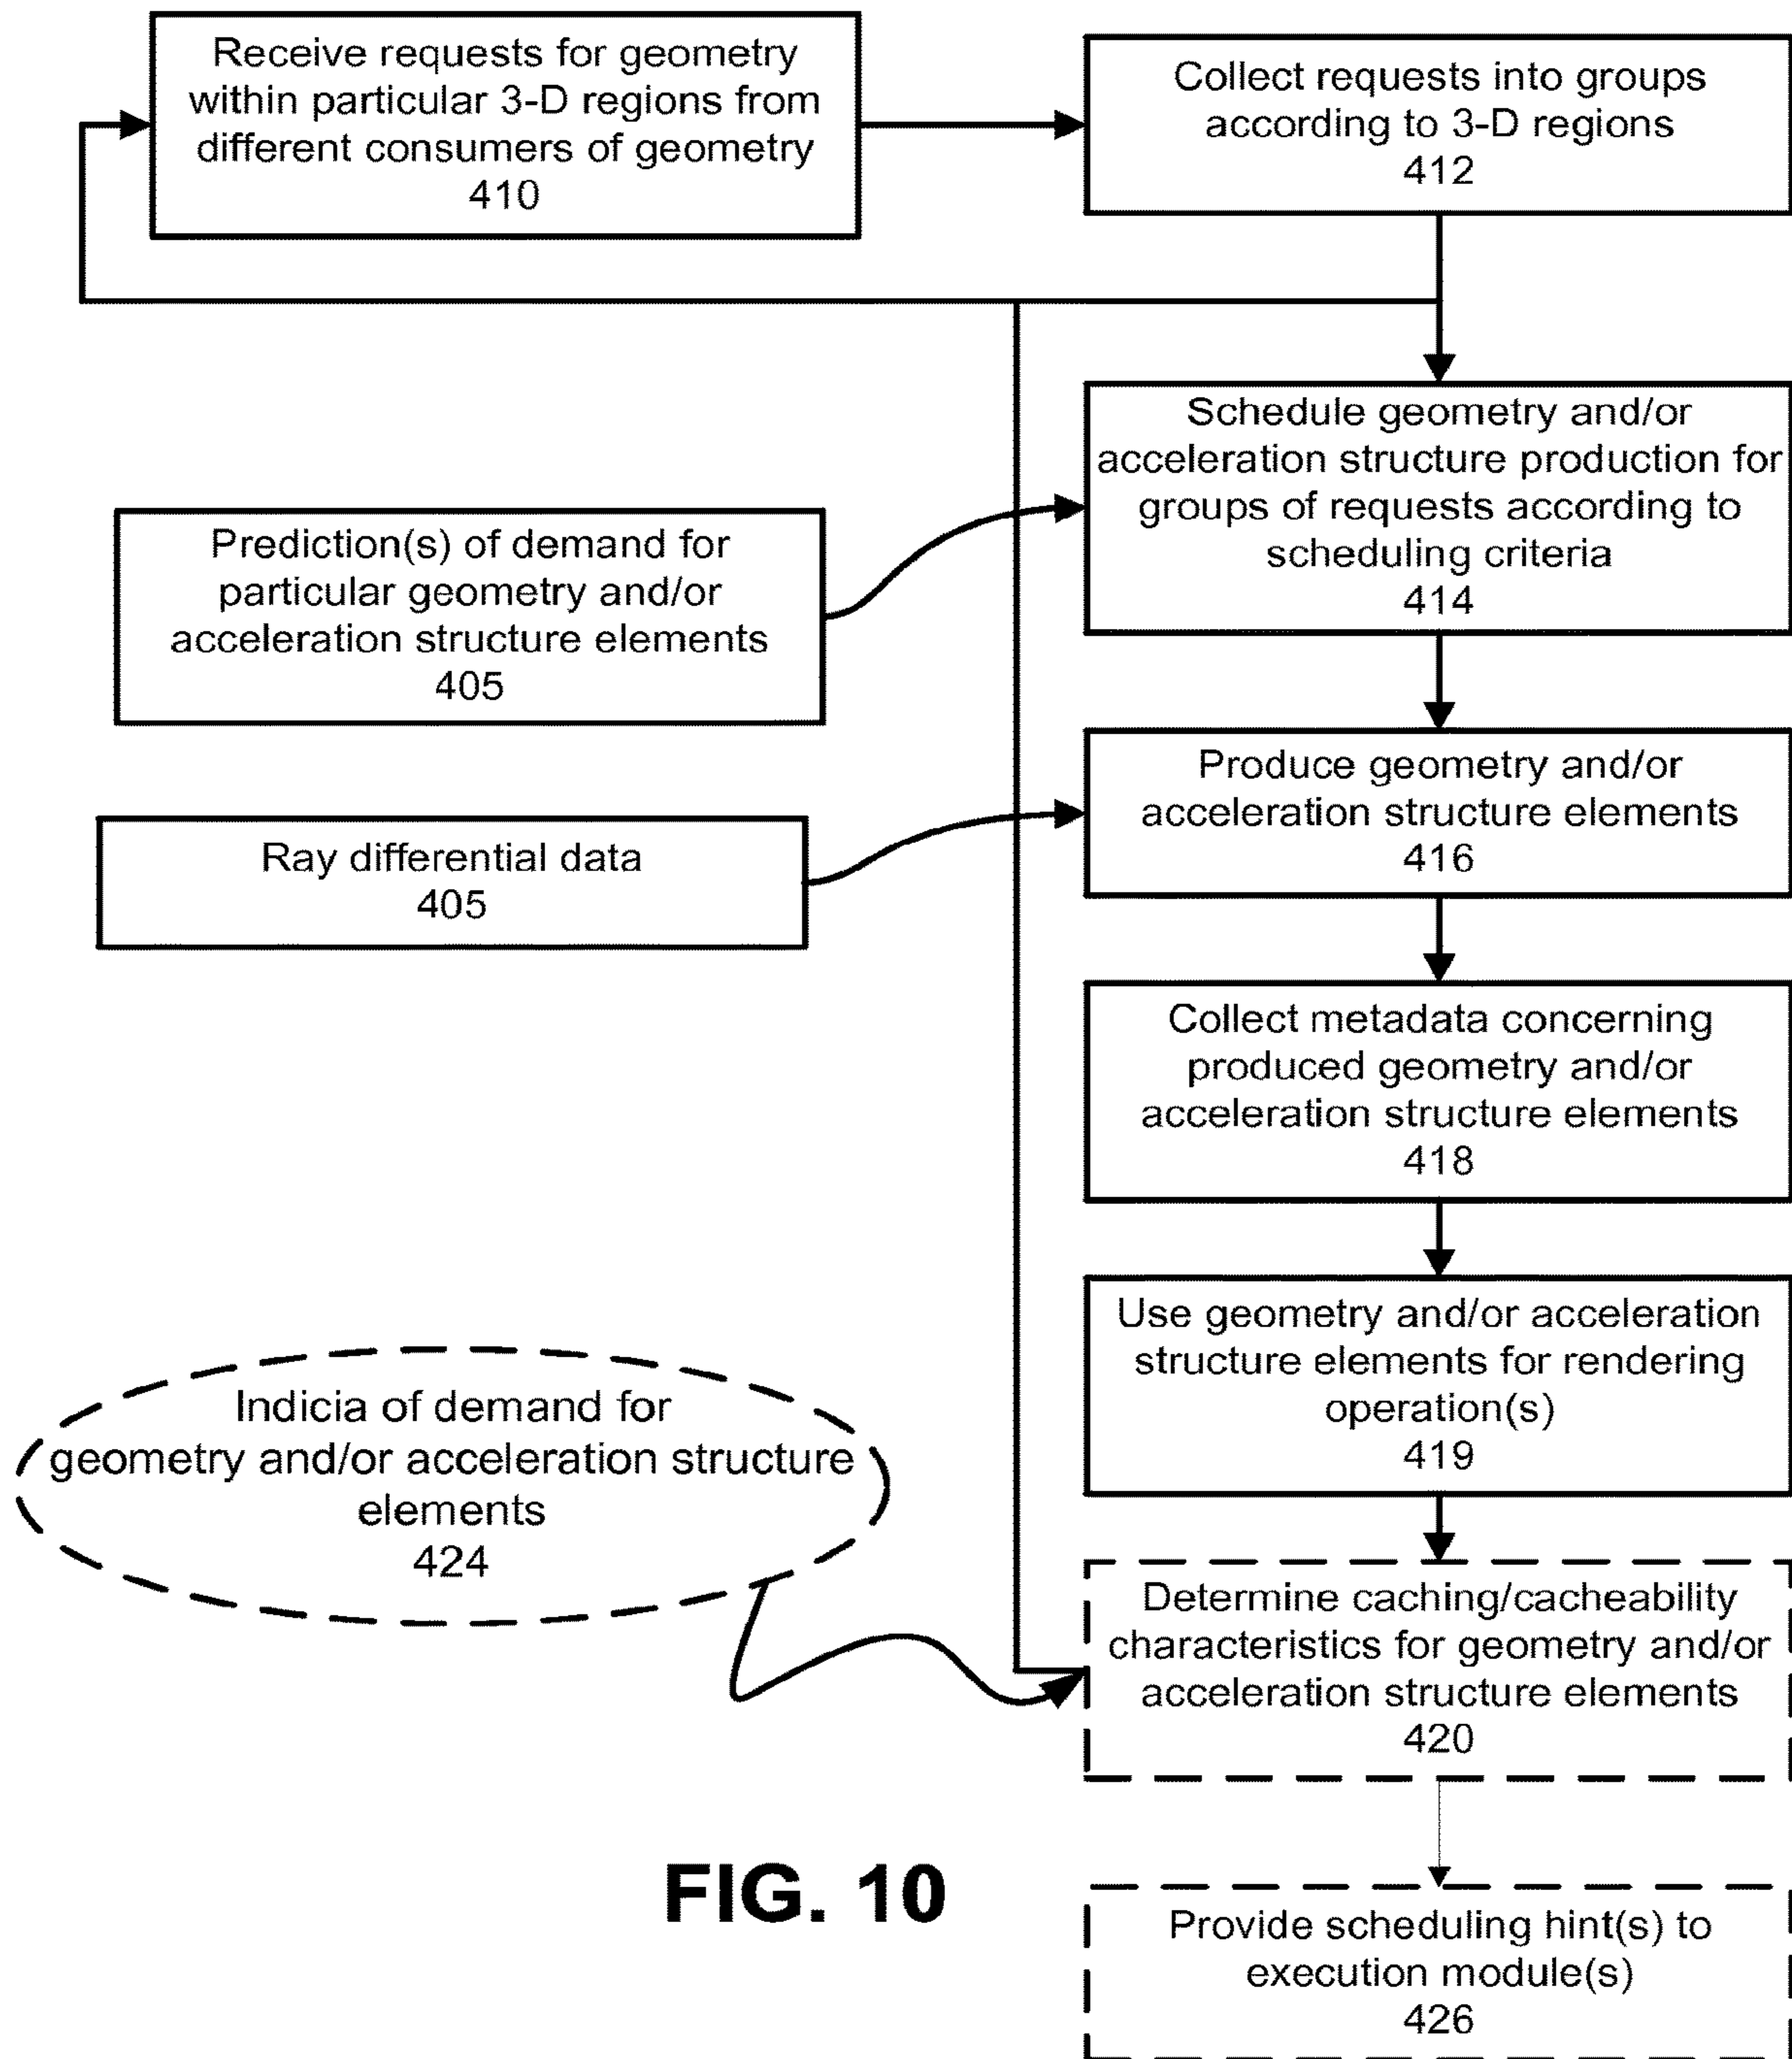 Receive requests for geometry
within particular 3-D regions from
different consumers of geometry
410
Collect requests into groups
according to 3-D regions
412
Schedule geometry and/or
acceleration structure production for
groups of requests according to
scheduling criteria
414
Prediction(s) of demand for
particular geometry and/or
acceleration structure elements
405
Produce geometry and/or
acceleration structure elements
416
Ray differential data
405
Collect metadata concerning
produced geometry and/or
acceleration structure elements
418
Use geometry and/or acceleration
structure elements for rendering
operation(s)
419
Indicia of demand for
geometry and/or acceleration structure
elements
424
Determine caching/cacheability
characteristics for geometry and/or
acceleration structure elements
420
FIG. 10
Provide scheduling hint(s) to
execution module(s)
426